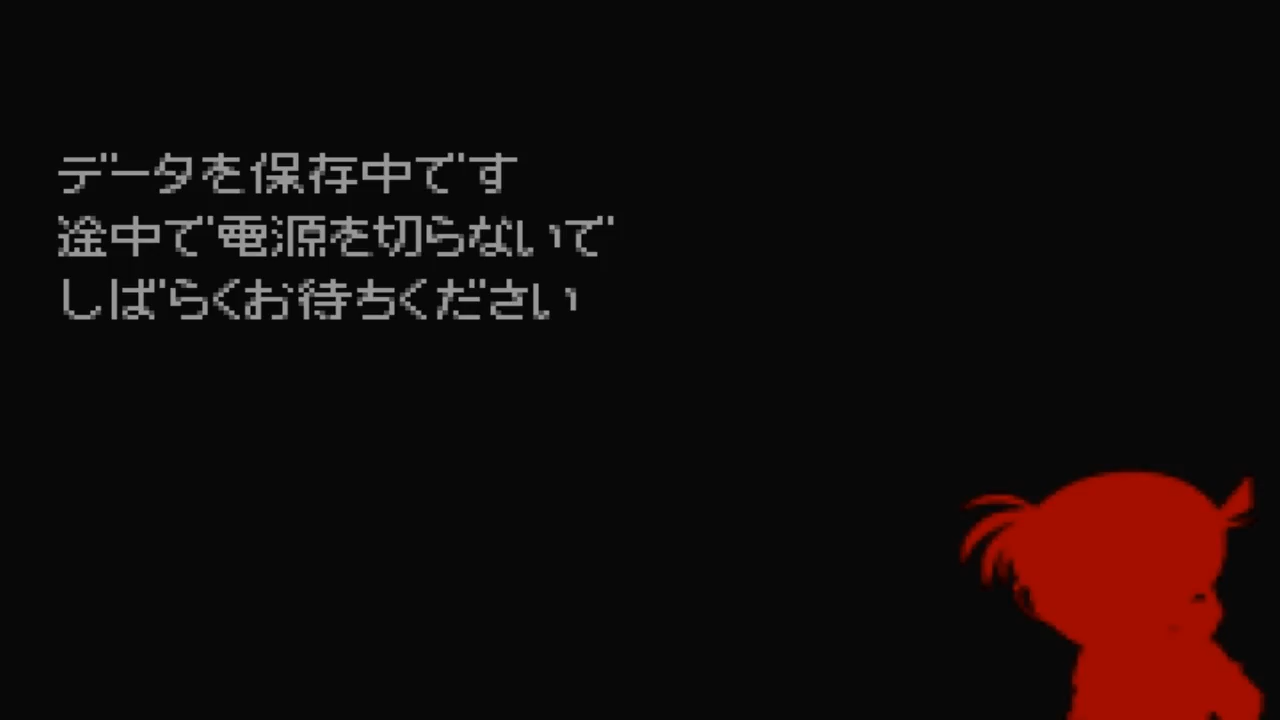 データを保存中です
途中で電源を切らないで
しばらくお待ちください